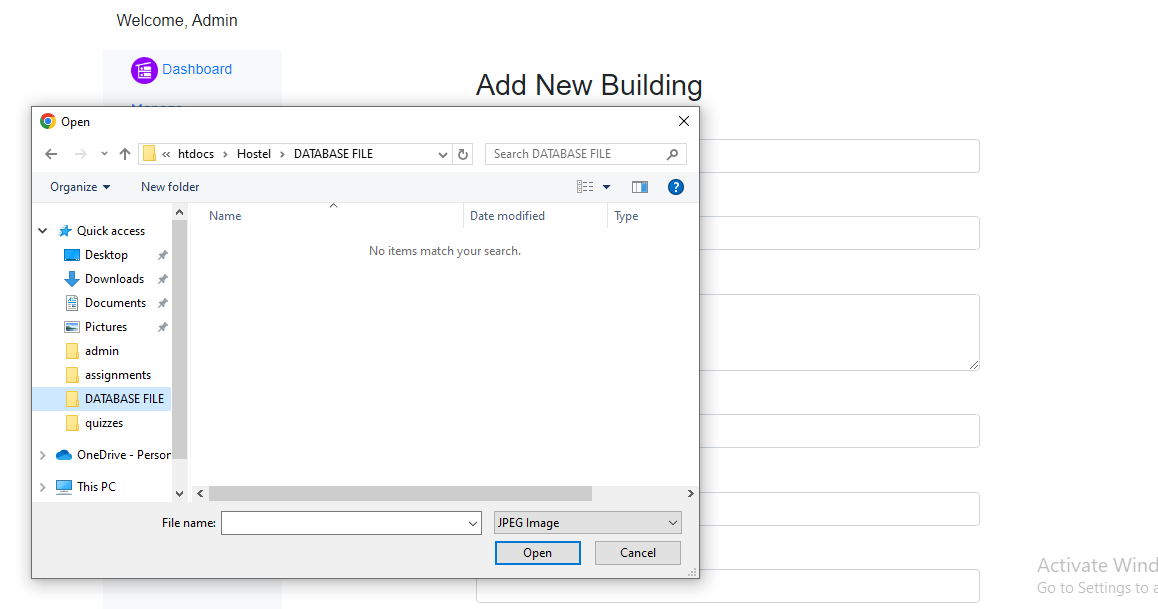 Welcome, Admin
Dashboard
Add New Building
Open
« htdocs › Hostel › DATABASE FILE
Search DATABASE FILE
Organize
New folder
Name
Date modified
Type
No items match your search.
Quick access
Desktop
Downloads
Documents
Pictures
admin
assignments
DATABASE FILE
quizzes
OneDrive - Person
This PC
File name:
JPEG Image
Open
Cancel
Activate Wind
Go to Settings to a